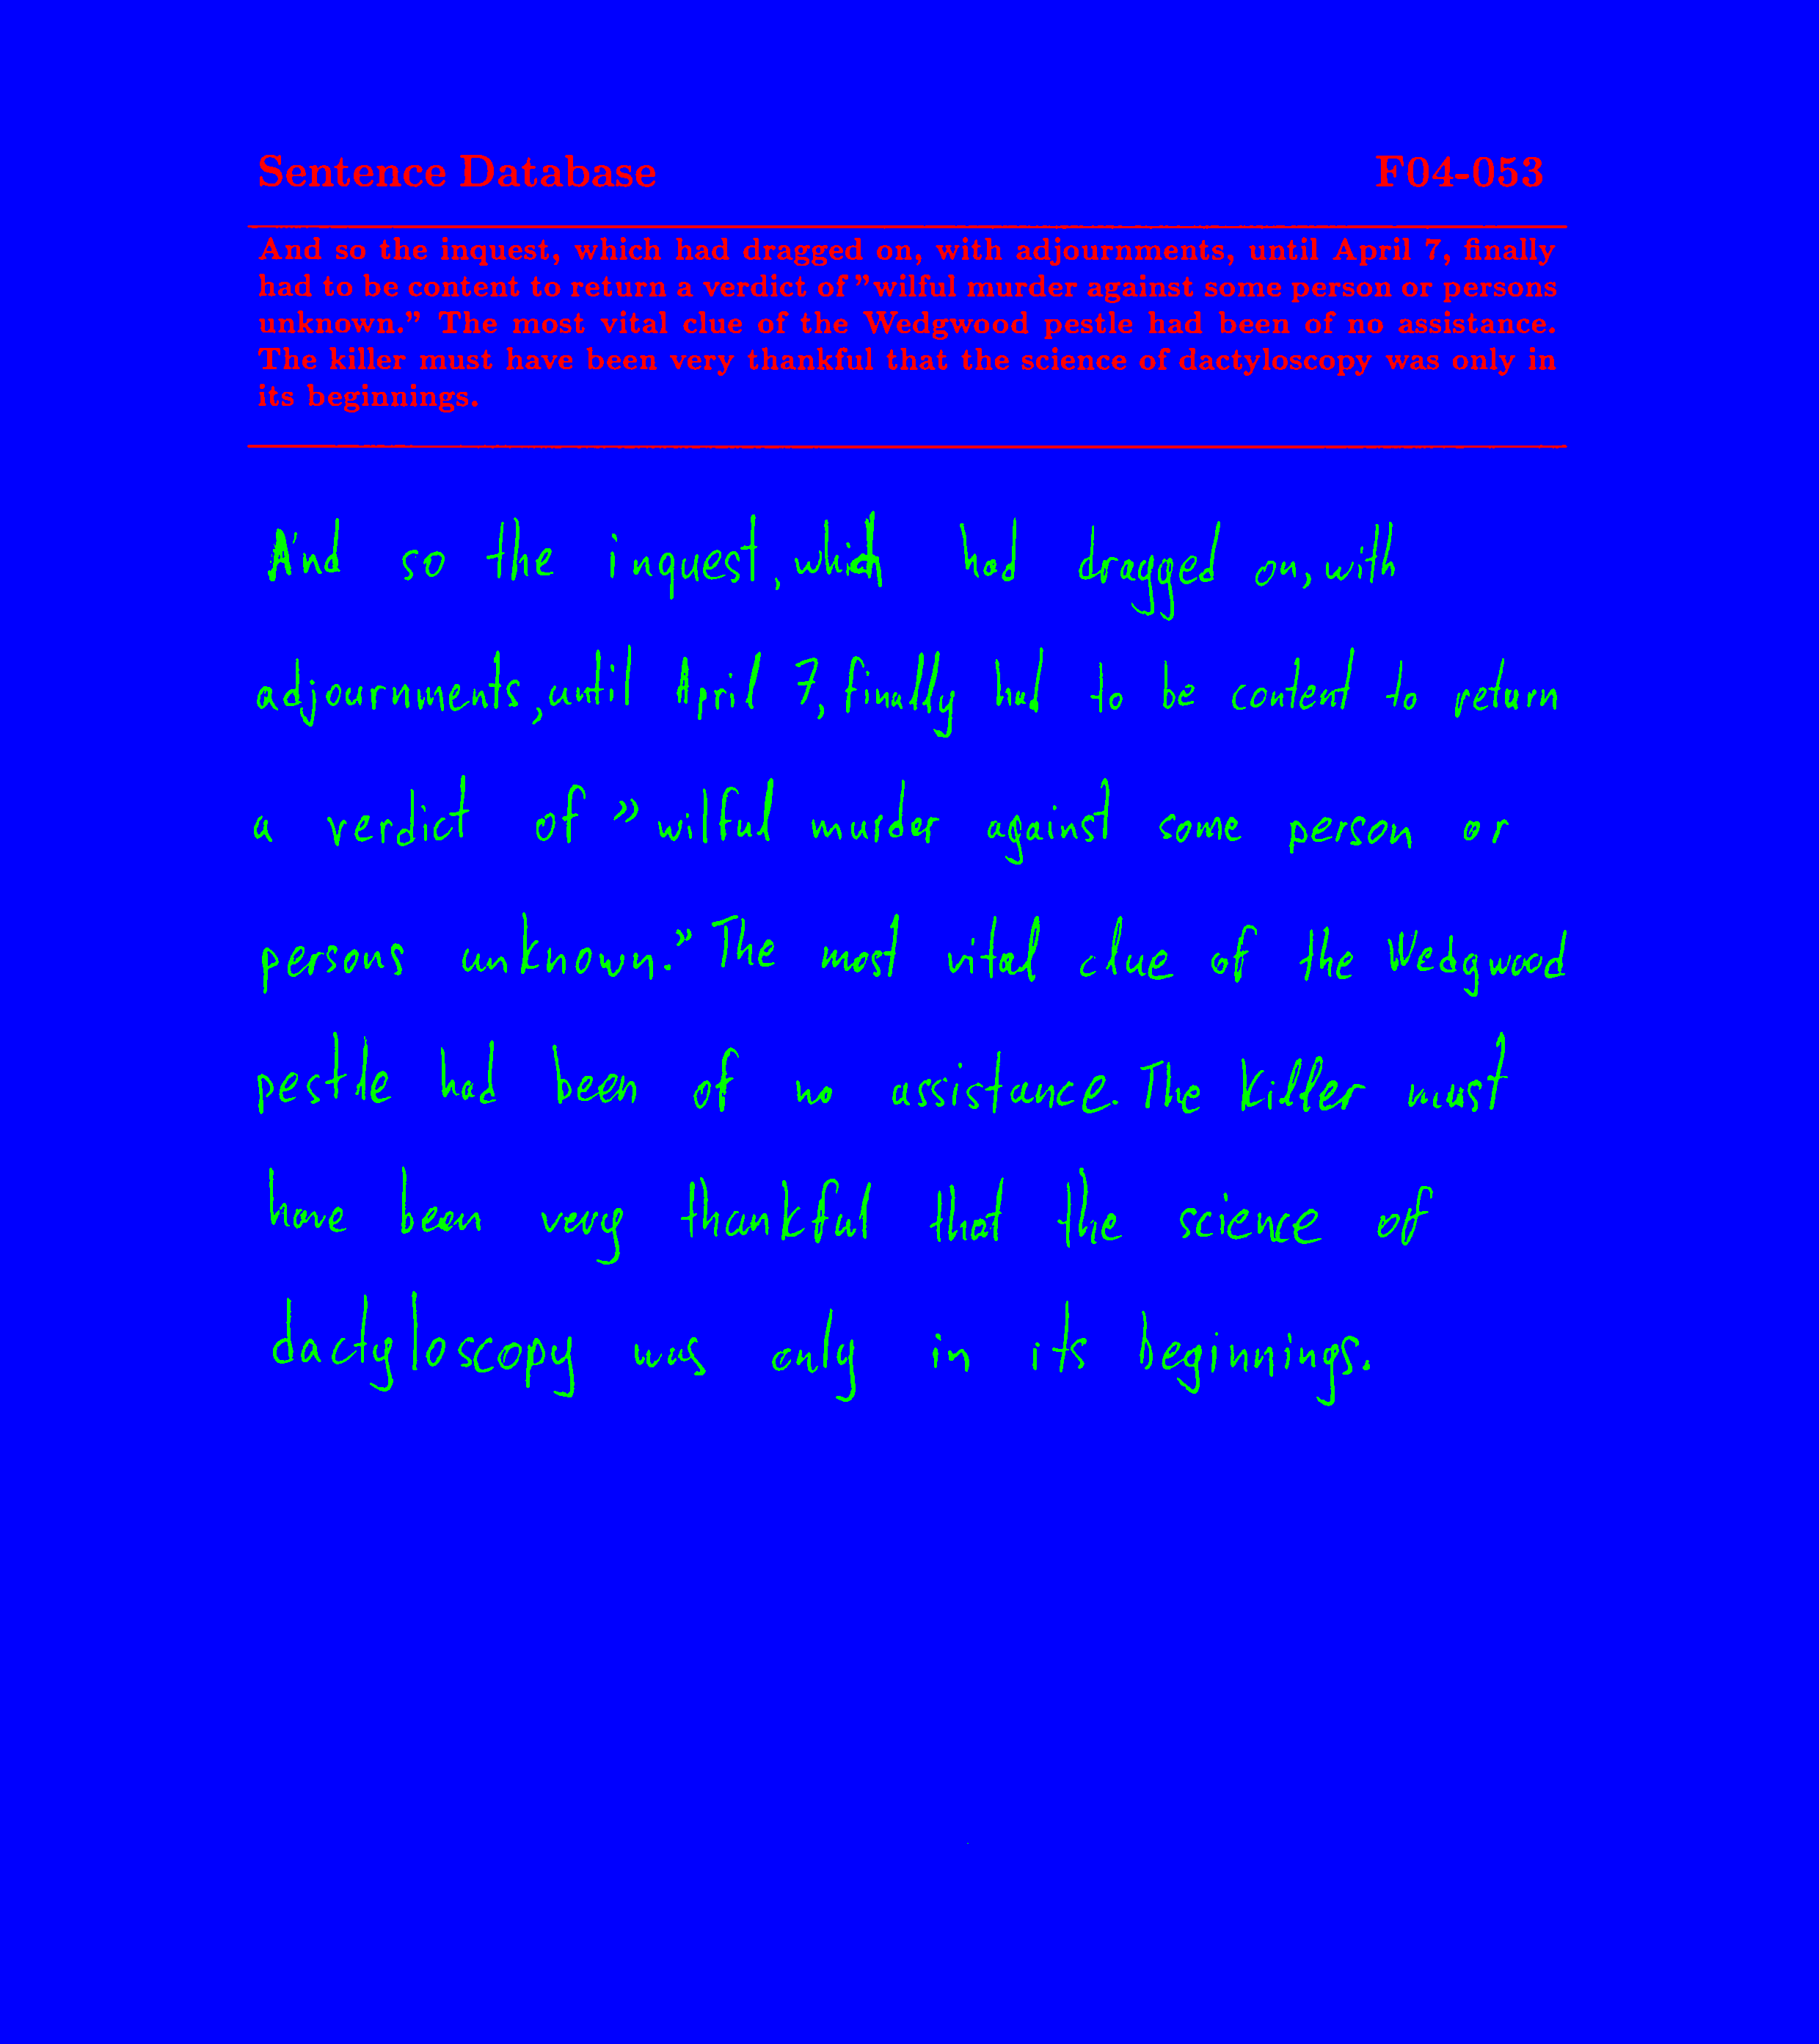 Sentence Database F04-053
And so the inquest, which had dragged on, with adjournments, until April 7, finally
had to be content to return a verdict of "wilful murder against some person or persons
unknown." The most vital clue of the Wedgwood pestle had been of no assistance.
The killer must have been very thankful that the science of dactyloscopy was only in
its beginnings.
And so the inquest, which had dragged on, with
adjournments, until April 7, finally had to be content to return
a verdict of "wilful murder against some person or
persons unknown." The most vital clue of the Wedgwood
pestle had been of no assistance. The killer must
have been very thankful that the science of
dactyloscopy was only in its beginnings.